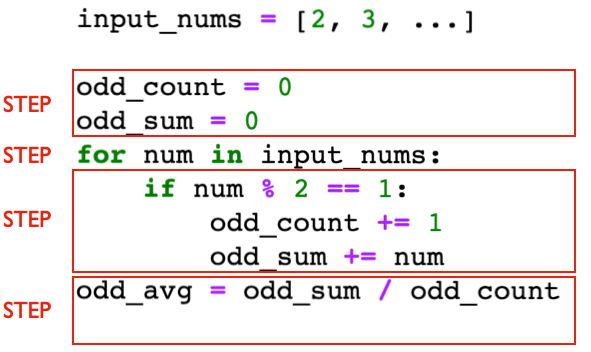 input_nums = [2, 3, ...]
STEP
odd_count = 0
odd_sum = 0
STEP
for num in input_nums:
STEP
    if num % 2 == 1:
        odd_count += 1
        odd_sum += num
STEP
odd_avg = odd_sum / odd_count